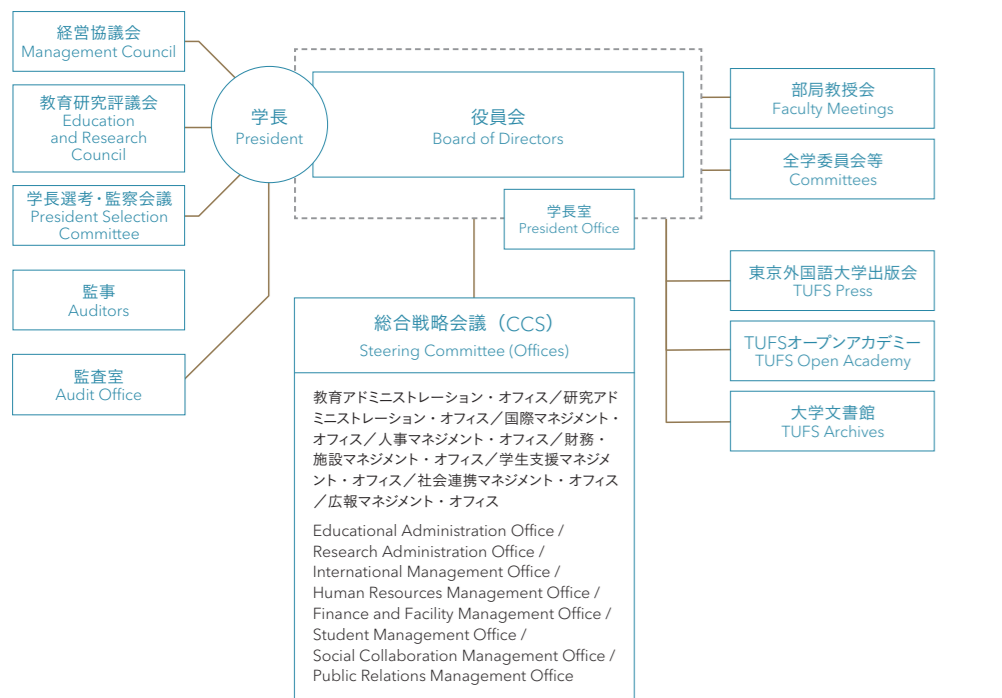 経営協議会
Management Council
教育研究評議会
Education
and Research
Council
学長選考・監察会議
President Selection
Committee
監事
Auditors
監査室
Audit Office
学長
President
役員会
Board of Directors
学長室
President Office
総合戦略会議（CCS）
Steering Committee (Offices)
教育アドミニストレーション・オフィス／研究アド
ミニストレーション・オフィス／国際マネジメント・
オフィス／人事マネジメント・オフィス／財務・
施設マネジメント・オフィス／学生支援マネジメ
ント・オフィス／社会連携マネジメント・オフィス
／広報マネジメント・オフィス
Educational Administration Office /
Research Administration Office /
International Management Office /
Human Resources Management Office /
Finance and Facility Management Office /
Student Management Office /
Social Collaboration Management Office /
Public Relations Management Office
部局教授会
Faculty Meetings
全学委員会等
Committees
東京外国語大学出版会
TUFS Press
TUFSオープンアカデミー
TUFS Open Academy
大学文書館
TUFS Archives